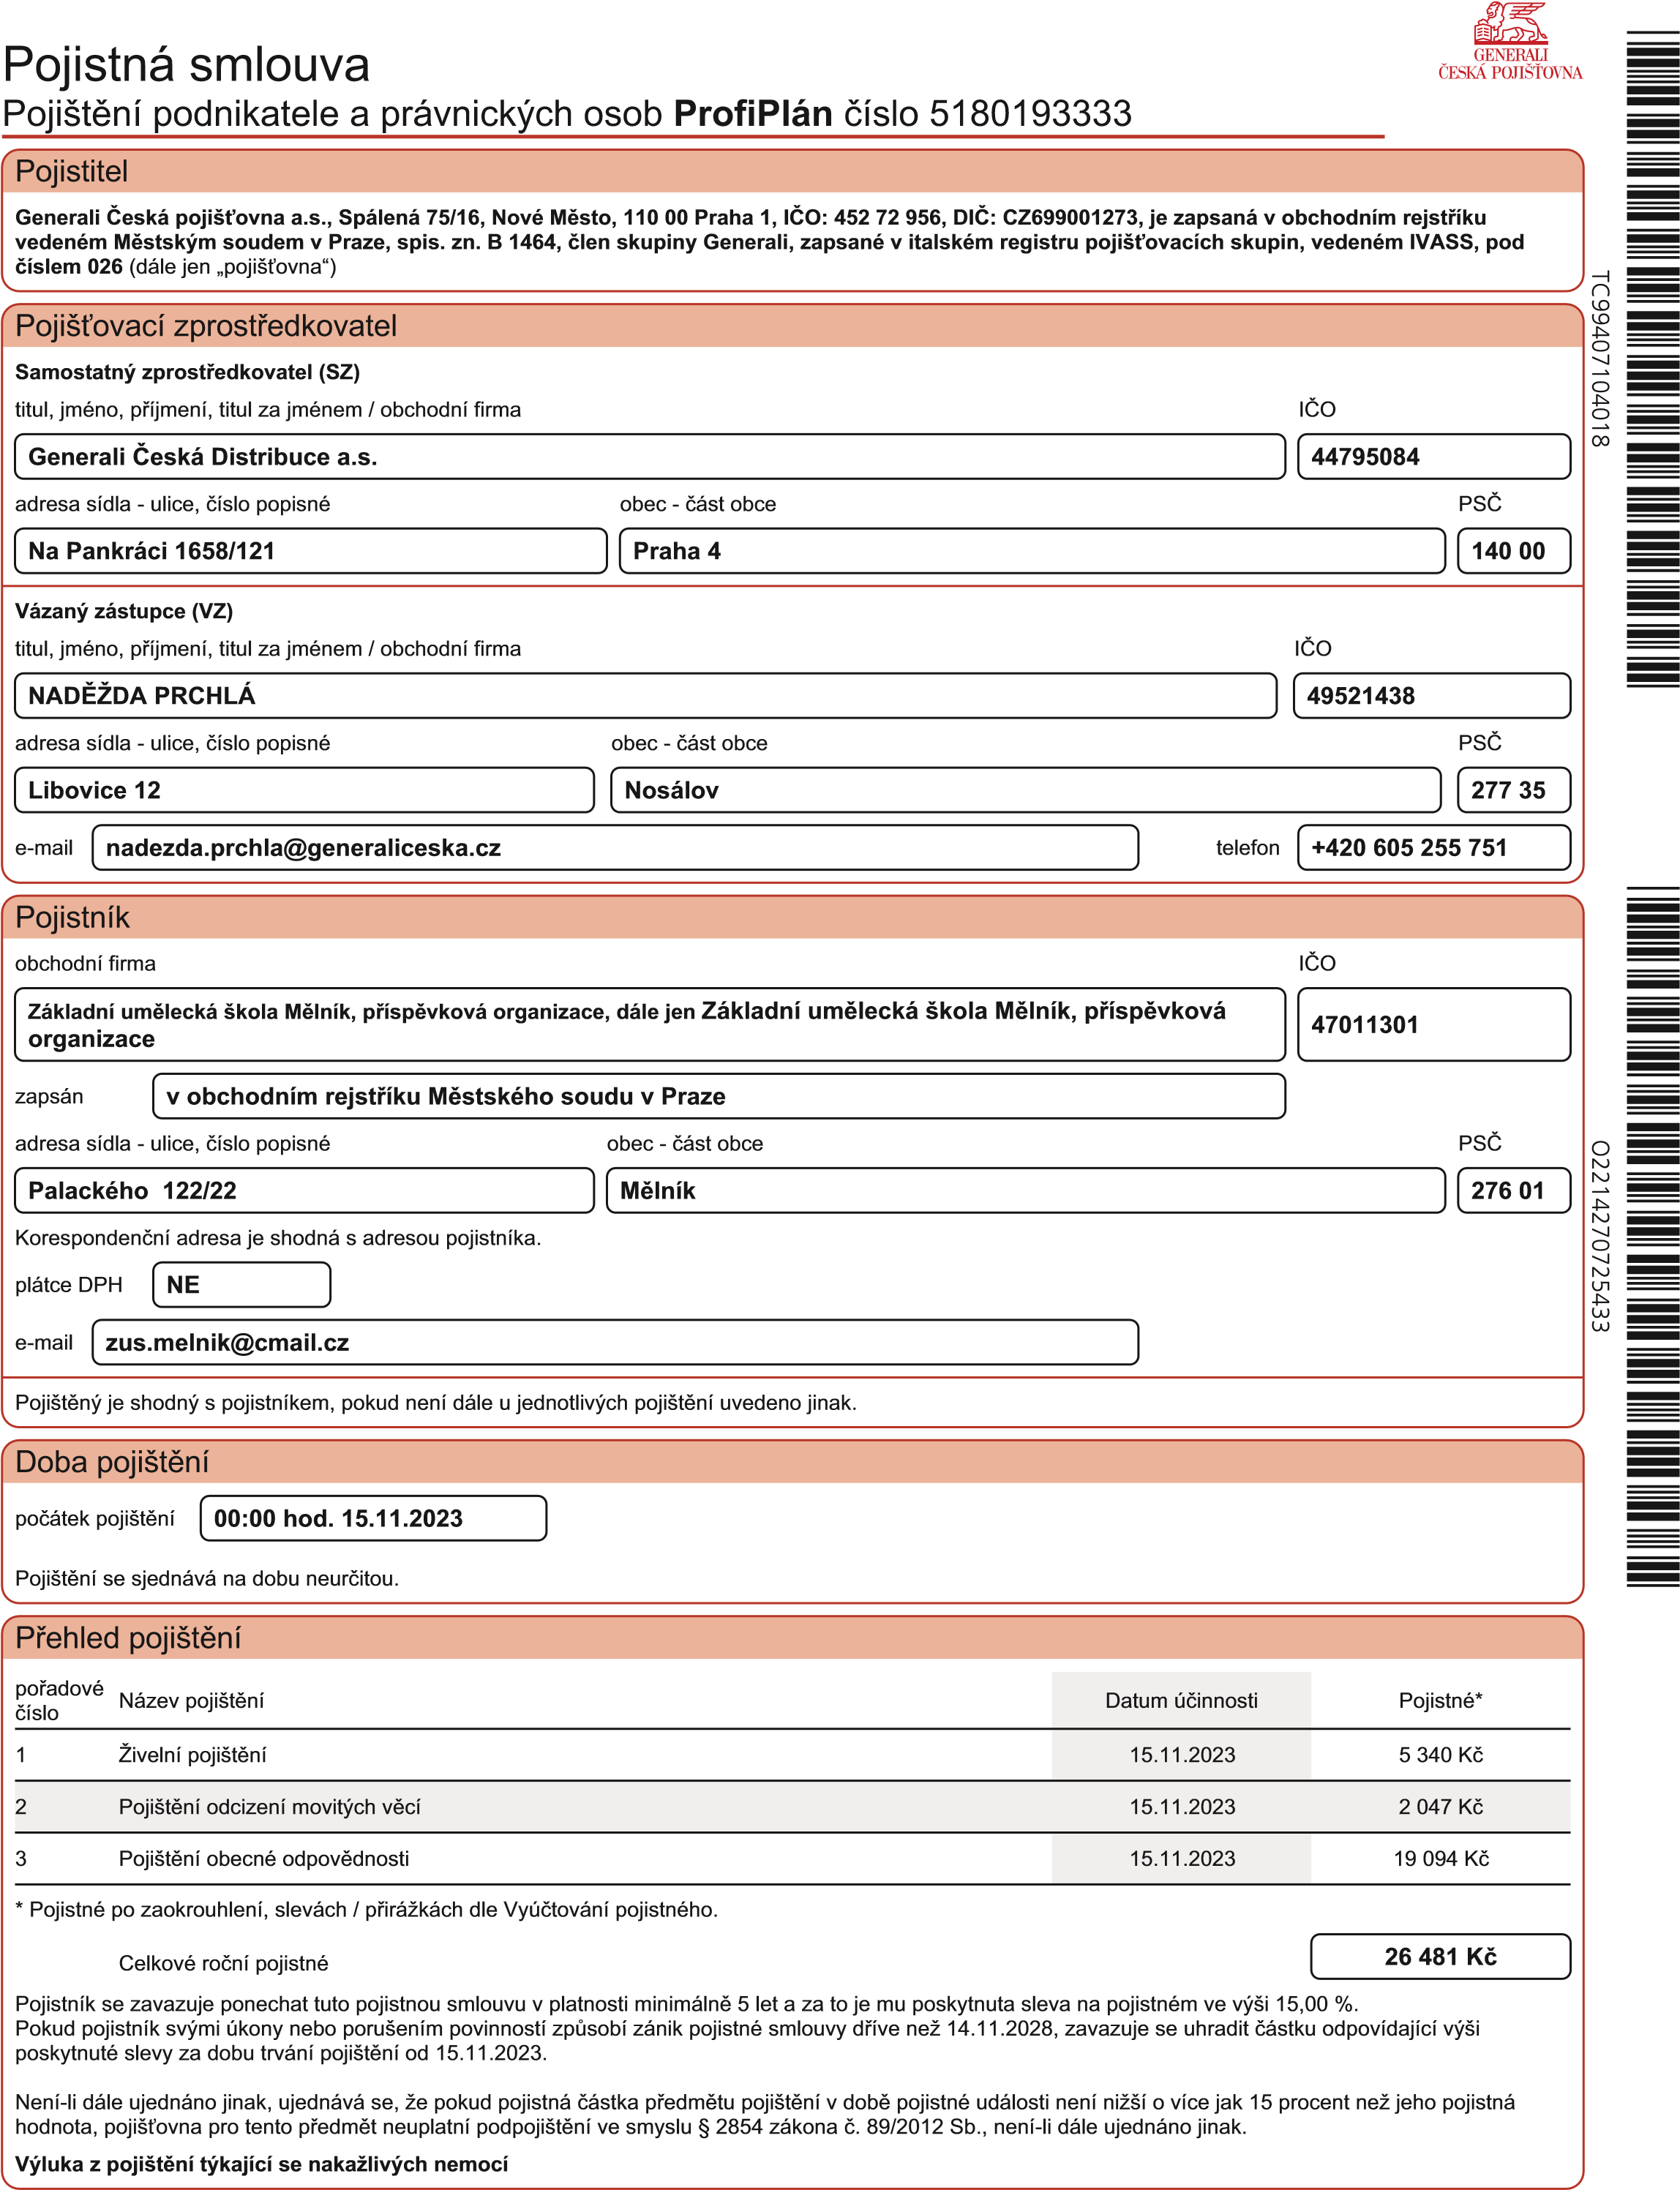 GENERALI
ČESKÁ POJIŠŤOVNA
Pojistná smlouva
Pojištění podnikatele a právnických osob ProfiPlán číslo 5180193333
Pojistitel
Generali Česká pojišťovna a.s., Spálená 75/16, Nové Město, 110 00 Praha 1, IČO: 452 72 956, DIČ: CZ699001273, je zapsaná v obchodním rejstříku
vedeném Městským soudem v Praze, spis. zn. B 1464, člen skupiny Generali, zapsané v italském registru pojišťovacích skupin, vedeném IVASS, pod
číslem 026 (dále jen „pojišťovna“)
Pojišťovací zprostředkovatel
Samostatný zprostředkovatel (SZ)
titul, jméno, příjmení, titul za jménem / obchodní firma IČO
Generali Česká Distribuce a.s. 44795084
adresa sídla - ulice, číslo popisné obec - část obce PSČ
Na Pankráci 1658/121 Praha 4 140 00
Vázaný zástupce (VZ)
titul, jméno, příjmení, titul za jménem / obchodní firma IČO
NADĚŽDA PRCHLÁ 49521438
adresa sídla - ulice, číslo popisné obec - část obce PSČ
Libovice 12 Nosálov 277 35
e-mail nadezda.prchla@generaliceska.cz telefon +420 605 255 751
TC99407104018
Pojistník
obchodní firma IČO
Základní umělecká škola Mělník, příspěvková organizace, dále jen Základní umělecká škola Mělník, příspěvková
organizace
47011301
zapsán v obchodním rejstříku Městského soudu v Praze
adresa sídla - ulice, číslo popisné obec - část obce PSČ
Palackého 122/22 Mělník 276 01
Korespondenční adresa je shodná s adresou pojistníka.
plátce DPH NE
e-mail zus.melnik@cmail.cz
Pojištěný je shodný s pojistníkem, pokud není dále u jednotlivých pojištění uvedeno jinak.
O221427072543​3
Doba pojištění
počátek pojištění 00:00 hod. 15.11.2023
Pojištění se sjednává na dobu neurčitou.
Přehled pojištění
pořadové
číslo Název pojištění Datum účinnosti Pojistné*
1 Živelní pojištění 15.11.2023 5 340 Kč
2 Pojištění odcizení movitých věcí 15.11.2023 2 047 Kč
3 Pojištění obecné odpovědnosti 15.11.2023 19 094 Kč
* Pojistné po zaokrouhlení, slevách / přirážkách dle Vyúčtování pojistného.
Celkové roční pojistné 26 481 Kč
Pojistník se zavazuje ponechat tuto pojistnou smlouvu v platnosti minimálně 5 let a za to je mu poskytnuta sleva na pojistném ve výši 15,00 %.
Pokud pojistník svými úkony nebo porušením povinností způsobí zánik pojistné smlouvy dříve než 14.11.2028, zavazuje se uhradit částku odpovídající výši
poskytnuté slevy za dobu trvání pojištění od 15.11.2023.
Není-li dále ujednáno jinak, ujednává se, že pokud pojistná částka předmětu pojištění v době pojistné události není nižší o více jak 15 procent než jeho pojistná
hodnota, pojišťovna pro tento předmět neuplatní podpojištění ve smyslu § 2854 zákona č. 89/2012 Sb., není-li dále ujednáno jinak.
Výluka z pojištění týkající se nakažlivých nemocí